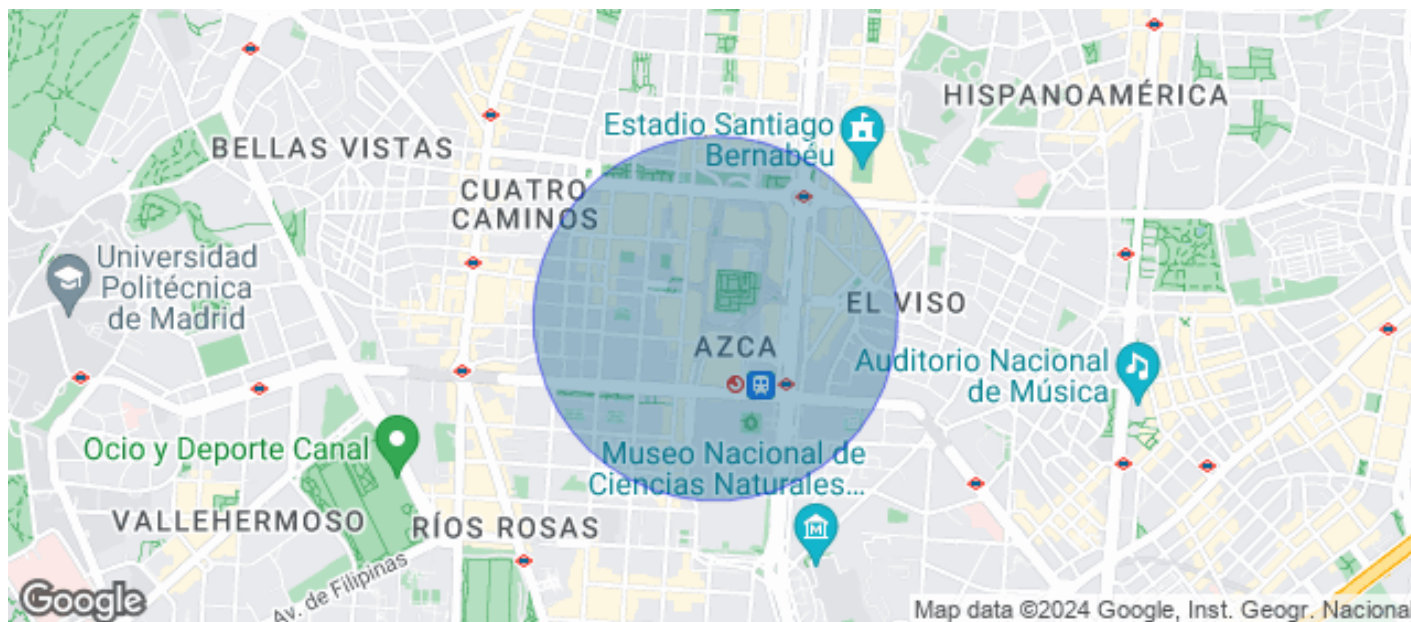 HISPANOAMÉRICA
Estadio Santiago
Bernabéu
BELLAS VISTAS
CUATRO
CAMINOS
Universidad
Politécnica
de Madrid
EL VISO
AZCA
Auditorio Nacional
de Música
Ocio y Deporte Canal
Museo Nacional de
Ciencias Naturales...
VALLEHERMOSO
RÍOS ROSAS
M
Av. de Filipinas
Google
Map data ©2024 Google, Inst. Geogr. Nacional